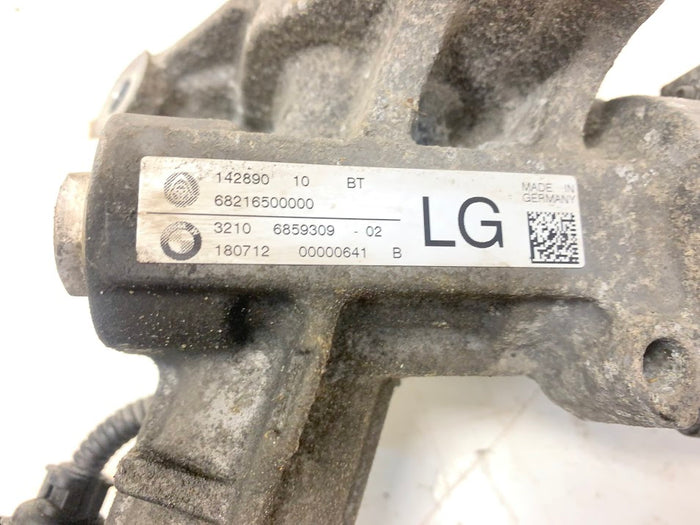 142890 10 BT
68216500000
3210 6859309 - 02
180712 00000641 B
LG
MADE IN
GERMANY